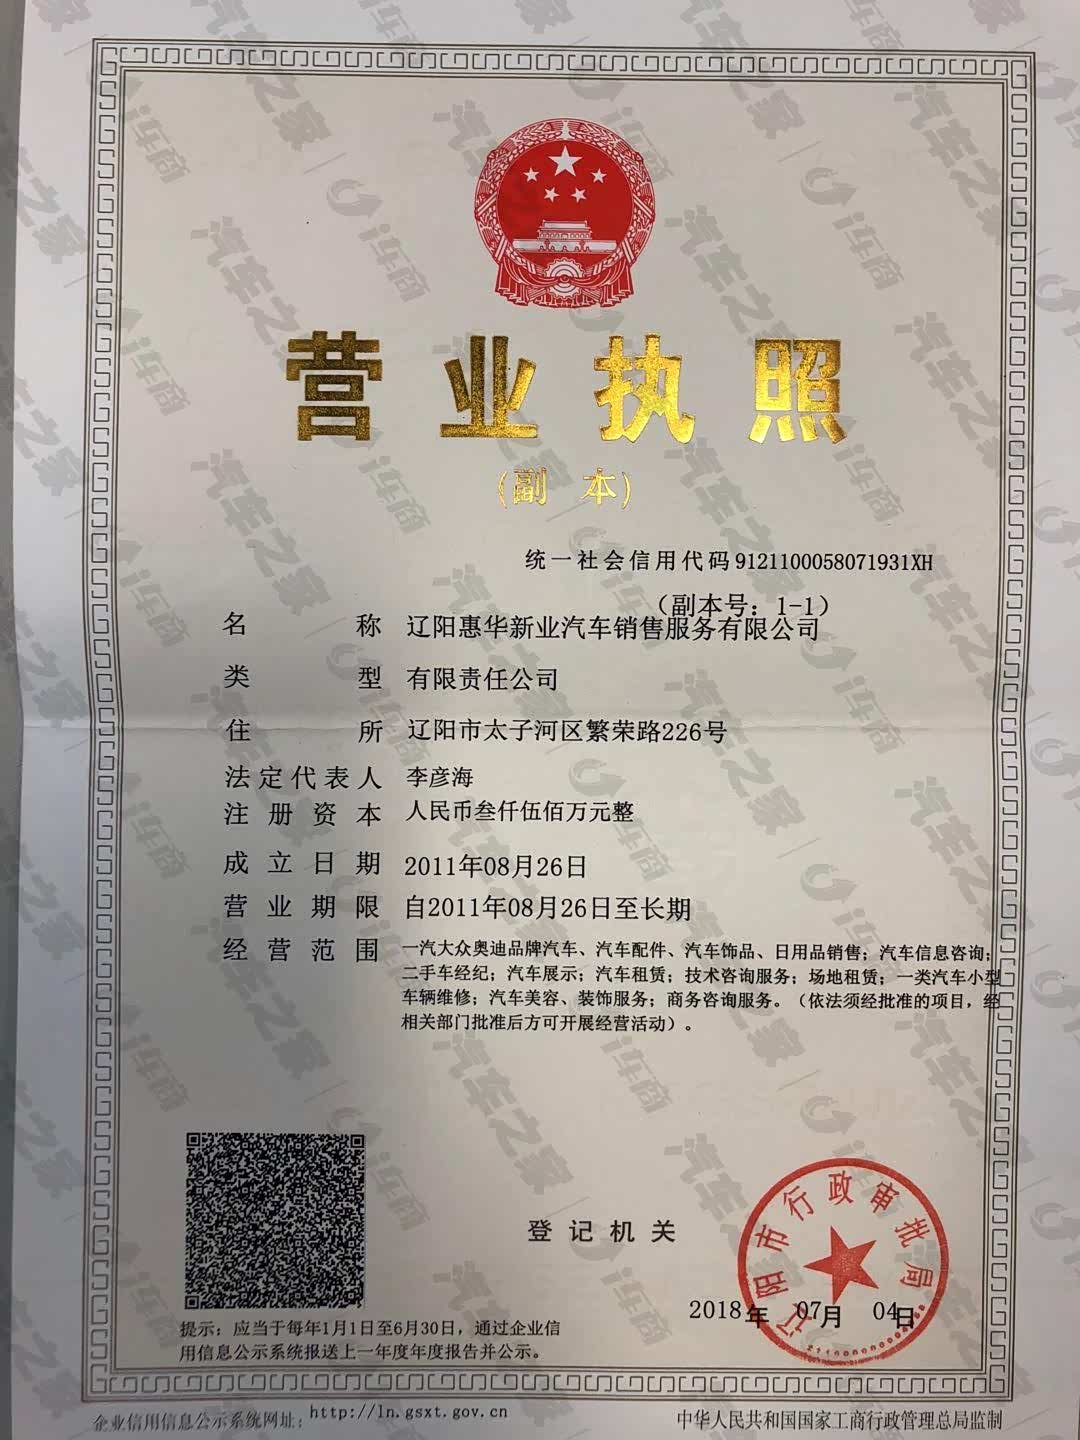 营业执照
(副 本)
统一社会信用代码 91211000580719 31XH
（副本号：1-1）
名 称 辽阳惠华新业汽车销售服务有限公司
类 型 有限责任公司
住 所 辽阳市太子河区繁荣路226号
法定代表人 李彦海
注册资本 人民币叁仟伍佰万元整
成立日期 2011年08月26日
营业期限 自2011年08月26日至长期
经营范围 一汽大众奥迪品牌汽车、汽车配件、汽车饰品、日用品销售；汽车信息咨询；
二手车经纪；汽车展示；汽车租赁；技术咨询服务；场地租赁；一类汽车小型
车辆维修；汽车美容、装饰服务；商务咨询服务。（依法须经批准的项目，经
相关部门批准后方可开展经营活动）。
登记机关
辽阳市行政审批局
2018年 07月 04日
提示：应当于每年1月1日至6月30日，通过企业信
用信息公示系统报送上一年度年度报告并公示。
企业信用信息公示系统网址：http://ln.gsxt.gov.cn
中华人民共和国国家工商行政管理总局监制
汽车之家 | i车商